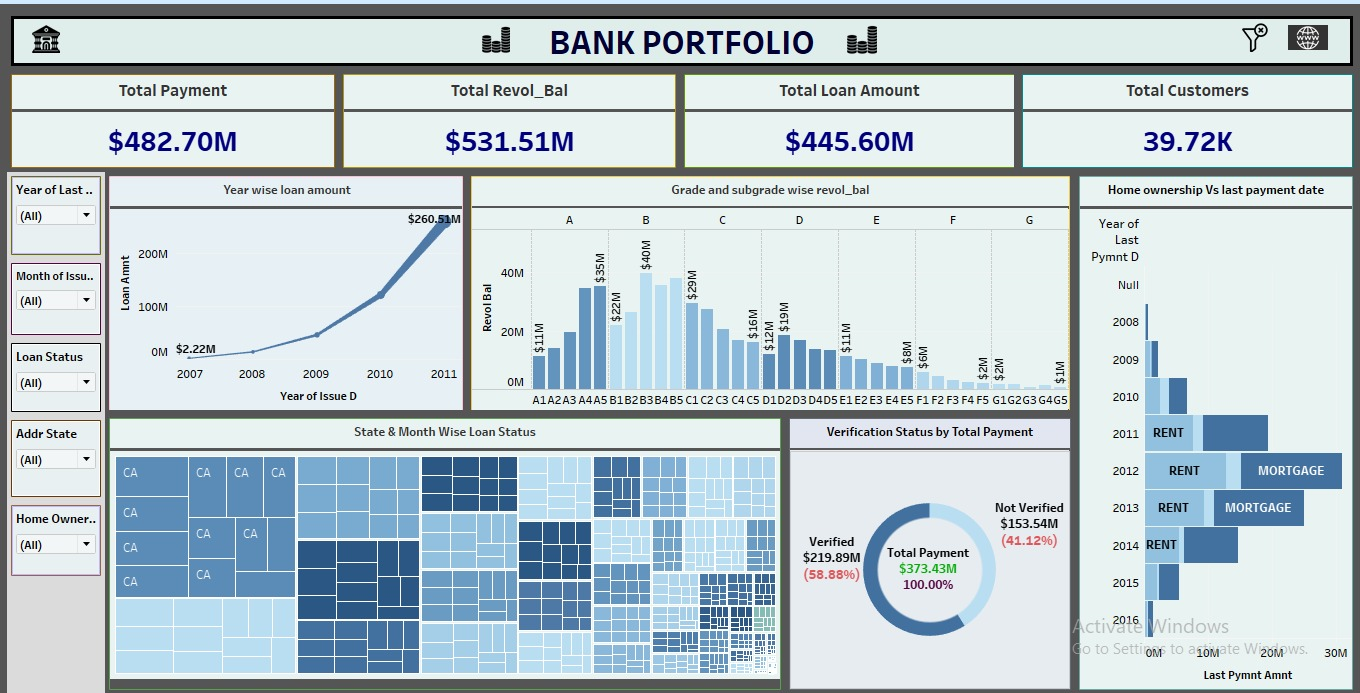 BANK PORTFOLIO
Total Payment
$482.70M
Total Revol_Bal
$531.51M
Total Loan Amount
$445.60M
Total Customers
39.72K
Year of Last ..
(All)
Month of Issu..
(All)
Loan Status
(All)
Addr State
(All)
Home Owner..
(All)
Year wise loan amount
Loan Amnt
200M
100M
0M
$2.22M
$260.51M
2007 2008 2009 2010 2011
Year of Issue D
Grade and subgrade wise revol_bal
A B C D E F G
Revol Bal
40M
20M
0M
$11M $35M $22M $40M $29M $16M $12M $19M $11M $8M $6M $2M $2M $1M
A1 A2 A3 A4 A5 B1 B2 B3 B4 B5 C1 C2 C3 C4 C5 D1 D2 D3 D4 D5 E1 E2 E3 E4 E5 F1 F2 F3 F4 F5 G1 G2 G3 G4 G5
State & Month Wise Loan Status
CA CA CA CA
CA
CA CA CA
CA CA
Verification Status by Total Payment
Not Verified
$153.54M
(41.12%)
Verified
$219.89M
(58.88%)
Total Payment
$373.43M
100.00%
Home ownership Vs last payment date
Year of
Last
Pymnt D
Null
2008
2009
2010
2011 RENT
2012 RENT MORTGAGE
2013 RENT MORTGAGE
2014 RENT
2015
2016
0M 10M 20M 30M
Last Pymnt Amnt
Activate Windows
Go to Settings to activate Windows.